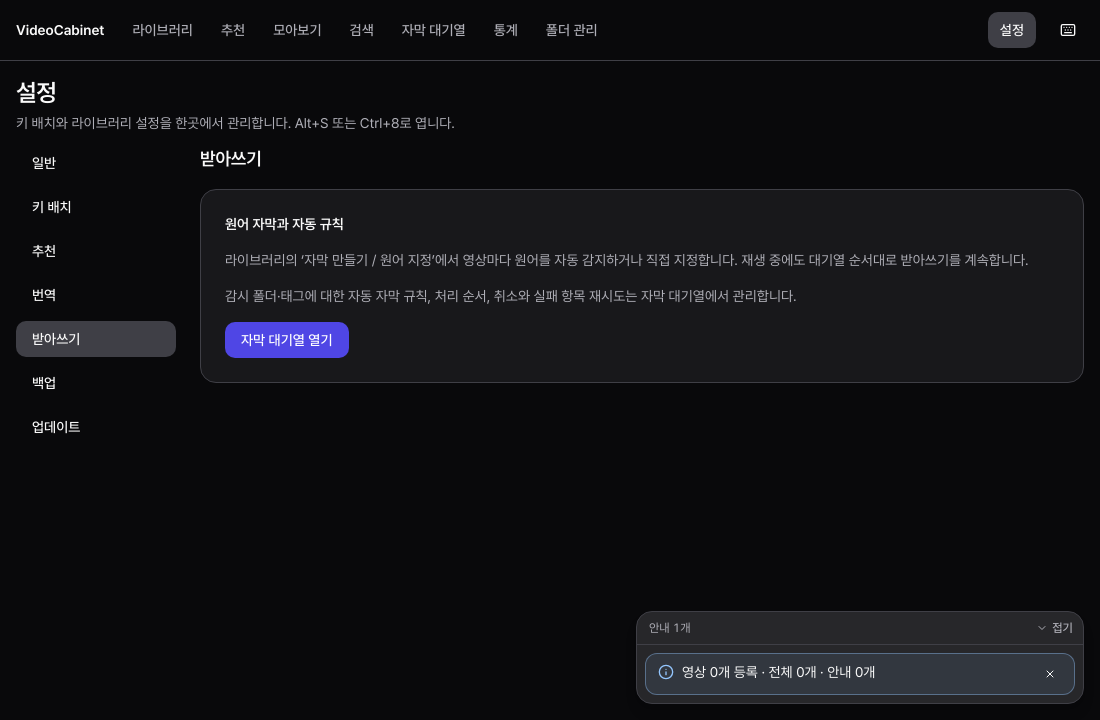 VideoCabinet 라이브러리 추천 모아보기 검색 자막 대기열 통계 폴더 관리 설정
설정
키 배치와 라이브러리 설정을 한곳에서 관리합니다. Alt+S 또는 Ctrl+8로 엽니다.
일반
키 배치
추천
번역
받아쓰기
백업
업데이트
받아쓰기
원어 자막과 자동 규칙
라이브러리의 ‘자막 만들기 / 원어 지정’에서 영상마다 원어를 자동 감지하거나 직접 지정합니다. 재생 중에도 대기열 순서대로 받아쓰기를 계속합니다.
감시 폴더·태그에 대한 자동 자막 규칙, 처리 순서, 취소와 실패 항목 재시도는 자막 대기열에서 관리합니다.
자막 대기열 열기
안내 1개 접기
영상 0개 등록 · 전체 0개 · 안내 0개